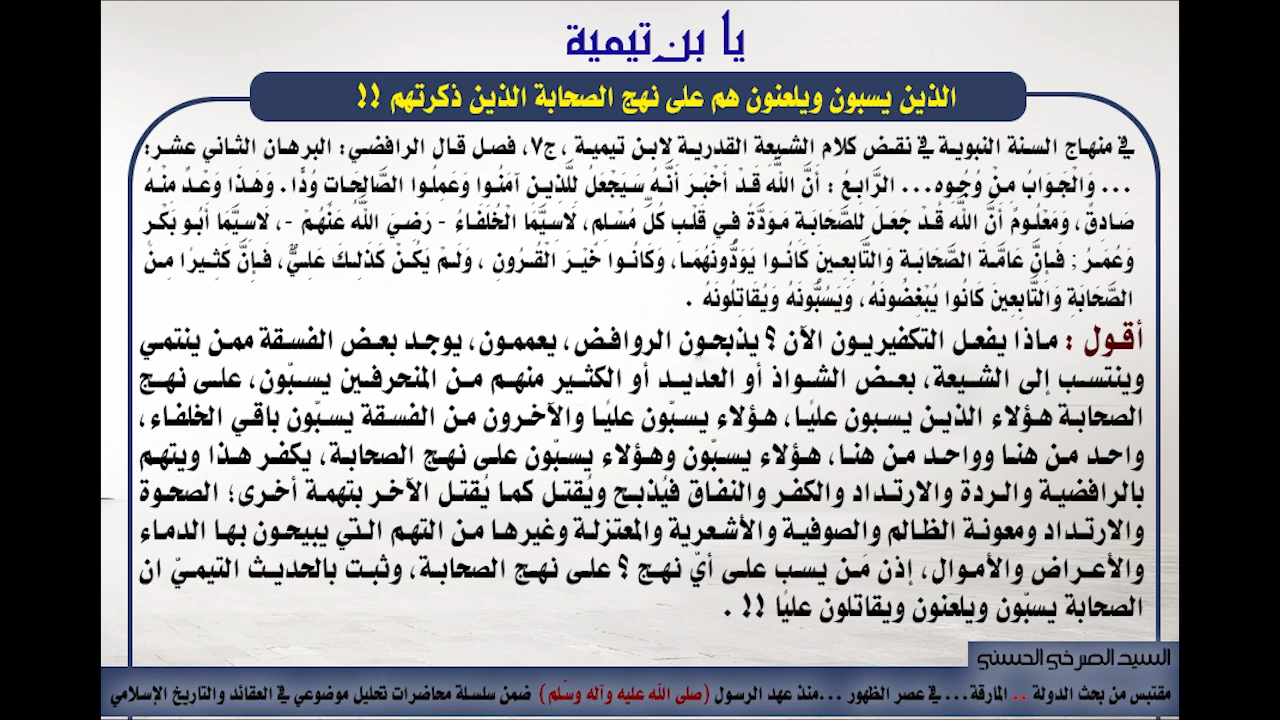 يا بن تيمية
الذين يسبون ويلعنون هم على نهج الصحابة الذين ذكرتهم !!
في منهاج السنة النبوية في نقض كلام الشيعة القدرية لابن تيمية ، ج٧، فصل قال الرافضي: البرهان الثاني عشر:
... وَالْجَوَابُ مِنْ وُجُوهٍ... الرَّابِعُ : أَنَّ اللَّهَ قَدْ أَخْبَرَ أَنَّهُ سَيَجْعَلُ لِلَّذِينَ آمَنُوا وَعَمِلُوا الصَّالِحَاتِ وُدًّا. وَهَذَا وَعْدٌ مِنْهُ
صَادِقٌ، وَمَعْلُومٌ أَنَّ اللَّهَ قَدْ جَعَلَ لِلصَّحَابَةِ مَوَدَّةً فِي قَلْبِ كُلِّ مُسْلِمٍ، لَاسِيَّمَا الْخُلَفَاءُ - رَضِيَ اللَّهُ عَنْهُمْ -، لَاسِيَّمَا أَبُو بَكْرٍ
وَعُمَرُ ; فَإِنَّ عَامَّةَ الصَّحَابَةِ وَالتَّابِعِينَ كَانُوا يَوَدُّونَهُمَا، وَكَانُوا خَيْرَ الْقُرُونِ ، وَلَمْ يَكُنْ كَذَلِكَ عَلِيٌّ، فَإِنَّ كَثِيرًا مِنَ
الصَّحَابَةِ وَالتَّابِعِينَ كَانُوا يُبْغِضُونَهُ، وَيَسُبُّونَهُ وَيُقَاتِلُونَهُ .
أقول : ماذا يفعل التكفيريون الآن ؟ يذبحون الروافض، يعممون، يوجد بعض الفسقة ممن ينتمي
وينتسب إلى الشيعة، بعض الشواذ أو العديد أو الكثير منهم من المنحرفين يسبّون، على نهج
الصحابة هؤلاء الذين يسبون عليًا، هؤلاء يسبّون عليًا والآخرون من الفسقة يسبّون باقي الخلفاء،
واحد من هنا وواحد من هنا، هؤلاء يسبّون وهؤلاء يسبّون على نهج الصحابة، يكفر هذا ويتهم
بالرافضية والردة والارتداد والكفر والنفاق فيُذبح ويُقتل كما يُقتل الآخر بتهمة أخرى؛ الصحوة
والارتداد ومعونة الظالم والصوفية والأشعرية والمعتزلة وغيرها من التهم التي يبيحون بها الدماء
والأعراض والأموال، إذن مَن يسب على أيّ نهج ؟ على نهج الصحابة، وثبت بالحديث التيميّ ان
الصحابة يسبّون ويلعنون ويقاتلون عليًا !! .
السيد الصرخي الحسني
مقتبس من بحث الدولة .. المارقة... في عصر الظهور ...منذ عهد الرسول (صلى الله عليه وآله وسلّم) ضمن سلسلة محاضرات تحليل موضوعي في العقائد والتاريخ الإسلامي